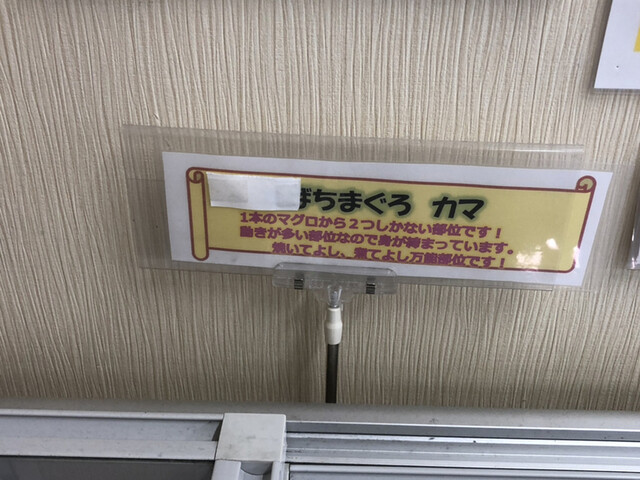 ぼちまぐろ カマ
1本のマグロから2つしかない部位です！
動きが多い部位なので身が締まっています。
焼いてよし、煮てよし万能部位です！